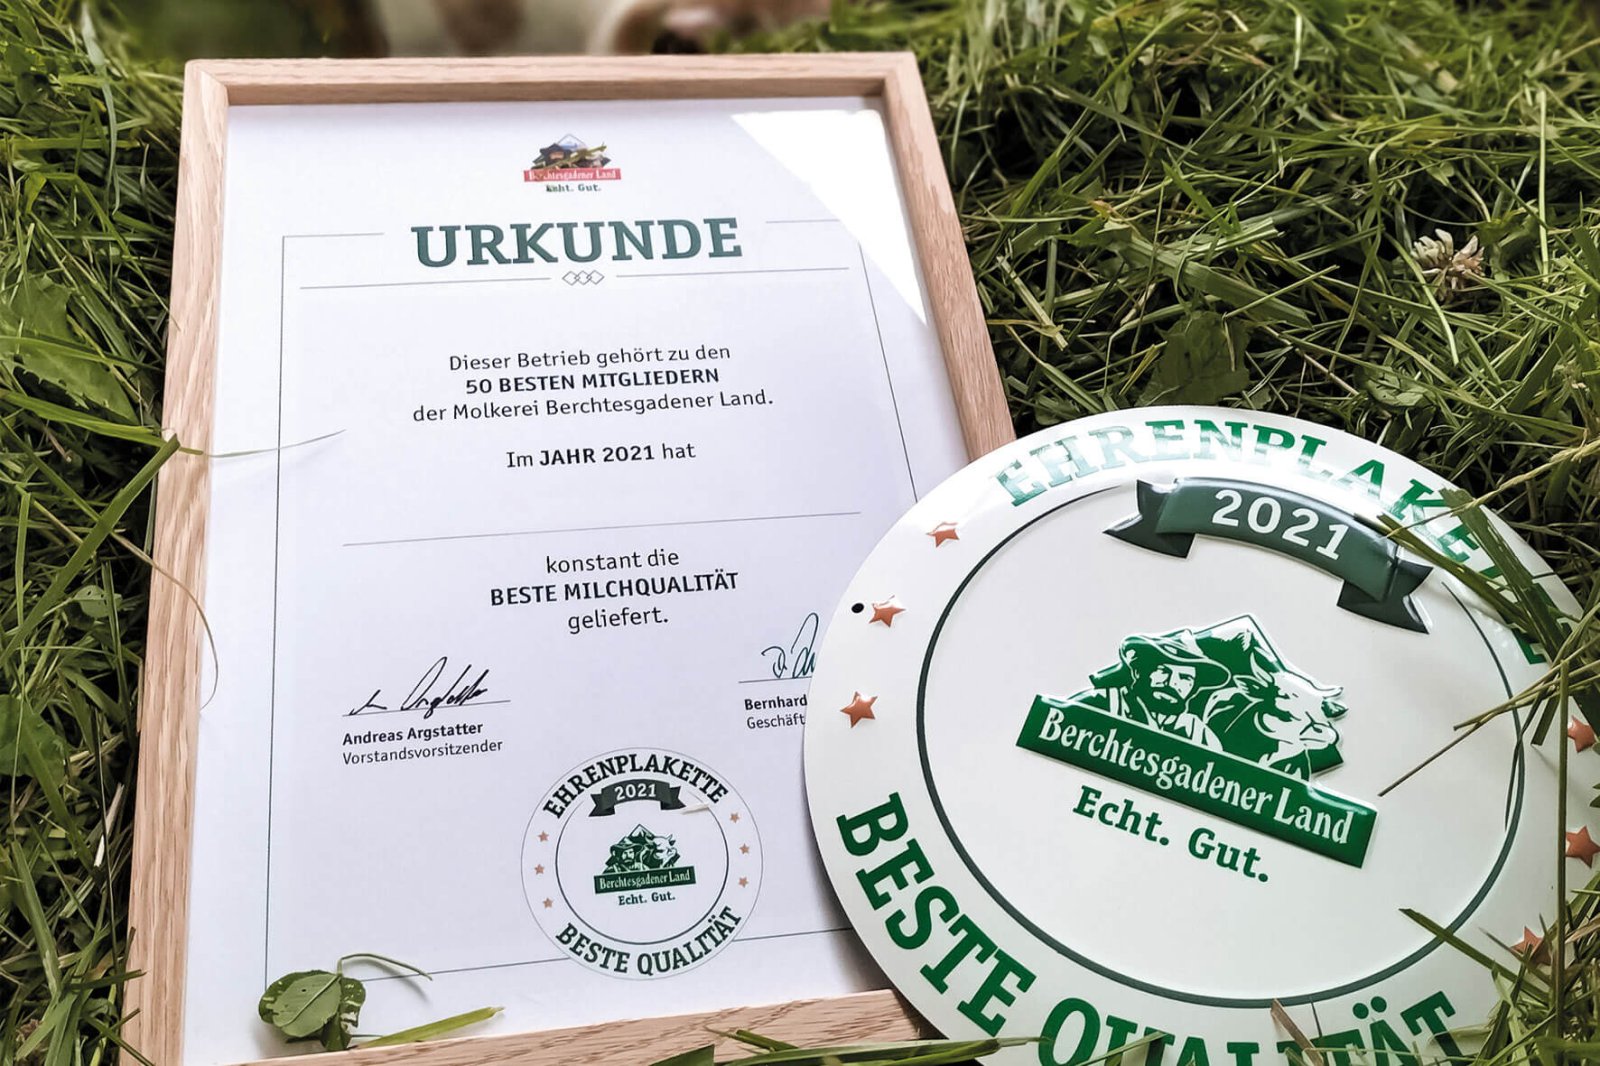 Berchtesgadener Land
Echt. Gut.
URKUNDE
Dieser Betrieb gehört zu den
50 BESTEN MITGLIEDERN
der Molkerei Berchtesgadener Land.
Im JAHR 2021 hat
konstant die
BESTE MILCHQUALITÄT
geliefert.
Andreas Argstatter
Vorstandsvorsitzender
Bernhard
Geschäft
EHRENPLAKETTE
2021
Berchtesgadener Land
Echt. Gut.
BESTE QUALITÄT
EHRENPLAKETTE
2021
Berchtesgadener Land
Echt. Gut.
BESTE QUALITÄT